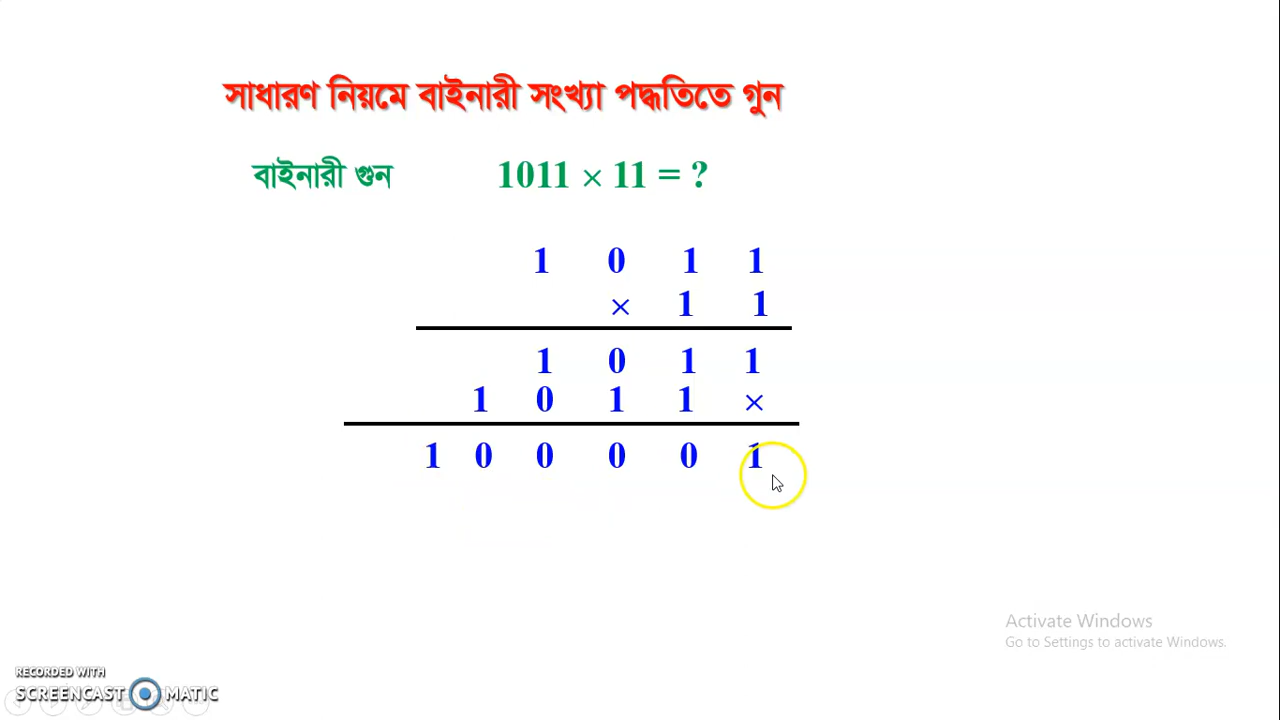 সাধারণ নিয়মে বাইনারী সংখ্যা পদ্ধতিতে গুন
বাইনারী গুন 1011 × 11 = ?
1 0 1 1
× 1 1
1 0 1 1
1 0 1 1 ×
1 0 0 0 0 1
Activate Windows
Go to Settings to activate Windows.
RECORDED WITH
SCREENCAST MATIC